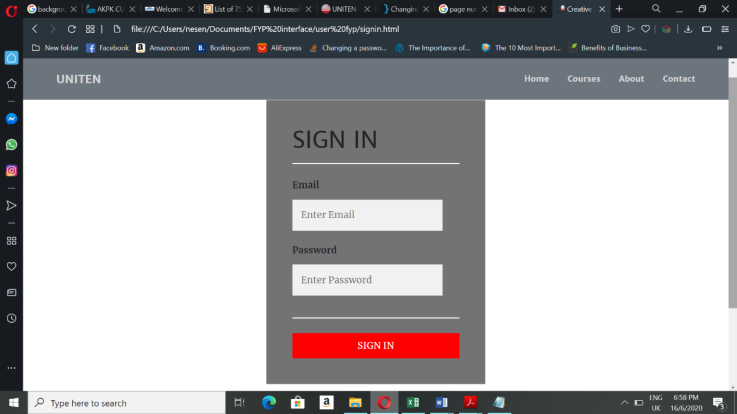 backgrou
AKPK CU
Welcome
List of 75
Microsof
UNITEN
Changing
page nu
Inbox (2
Creative
file:///C:/Users/nesen/Documents/FYP%20interface/user%20fyp/signin.html
New folder
Facebook
Amazon.com
Booking.com
AliExpress
Changing a passwo...
The Importance of...
The 10 Most Import...
Benefits of Business...
UNITEN
Home
Courses
About
Contact
SIGN IN
Email
Enter Email
Password
Enter Password
SIGN IN
Type here to search
ENG
UK
6:58 PM
16/6/2020
3